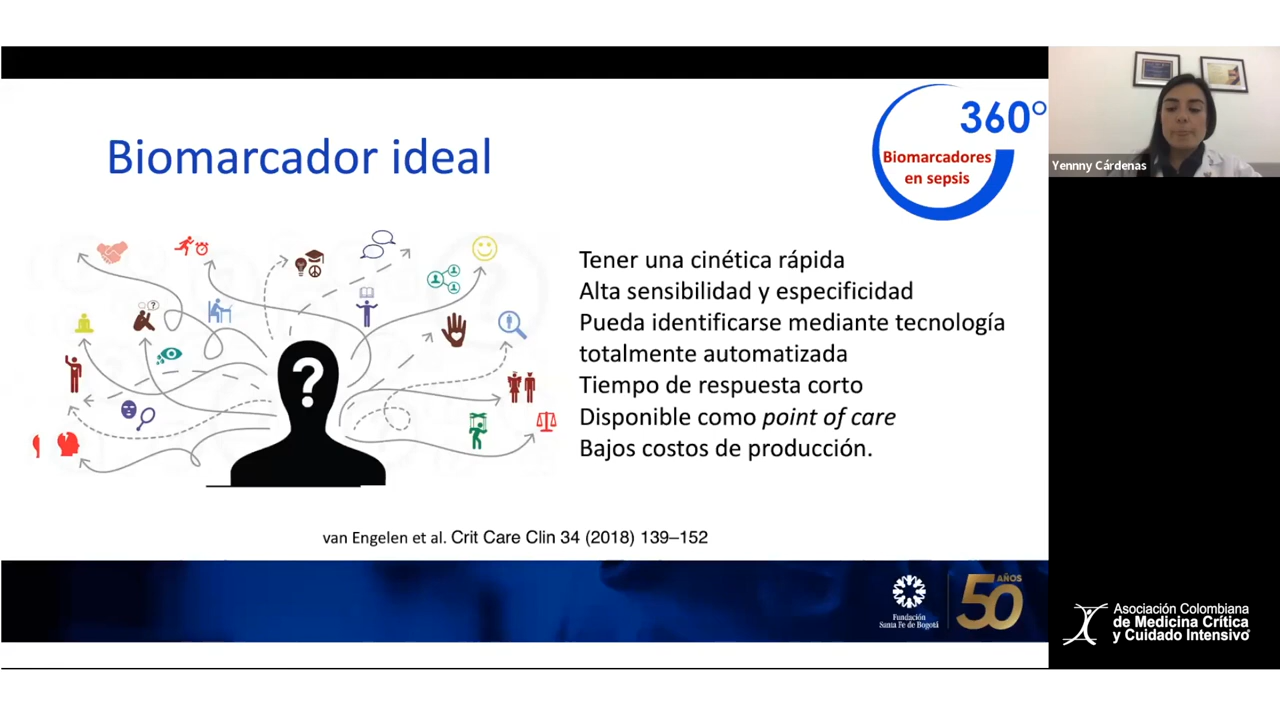 Biomarcador ideal
360°
Biomarcadores
en sepsis
Yennny Cárdenas
?
Tener una cinética rápida
Alta sensibilidad y especificidad
Pueda identificarse mediante tecnología
totalmente automatizada
Tiempo de respuesta corto
Disponible como point of care
Bajos costos de producción.
van Engelen et al. Crit Care Clin 34 (2018) 139–152
Fundación
Santa Fe de Bogotá
50 AÑOS
Asociación Colombiana
de Medicina Crítica
y Cuidado Intensivo